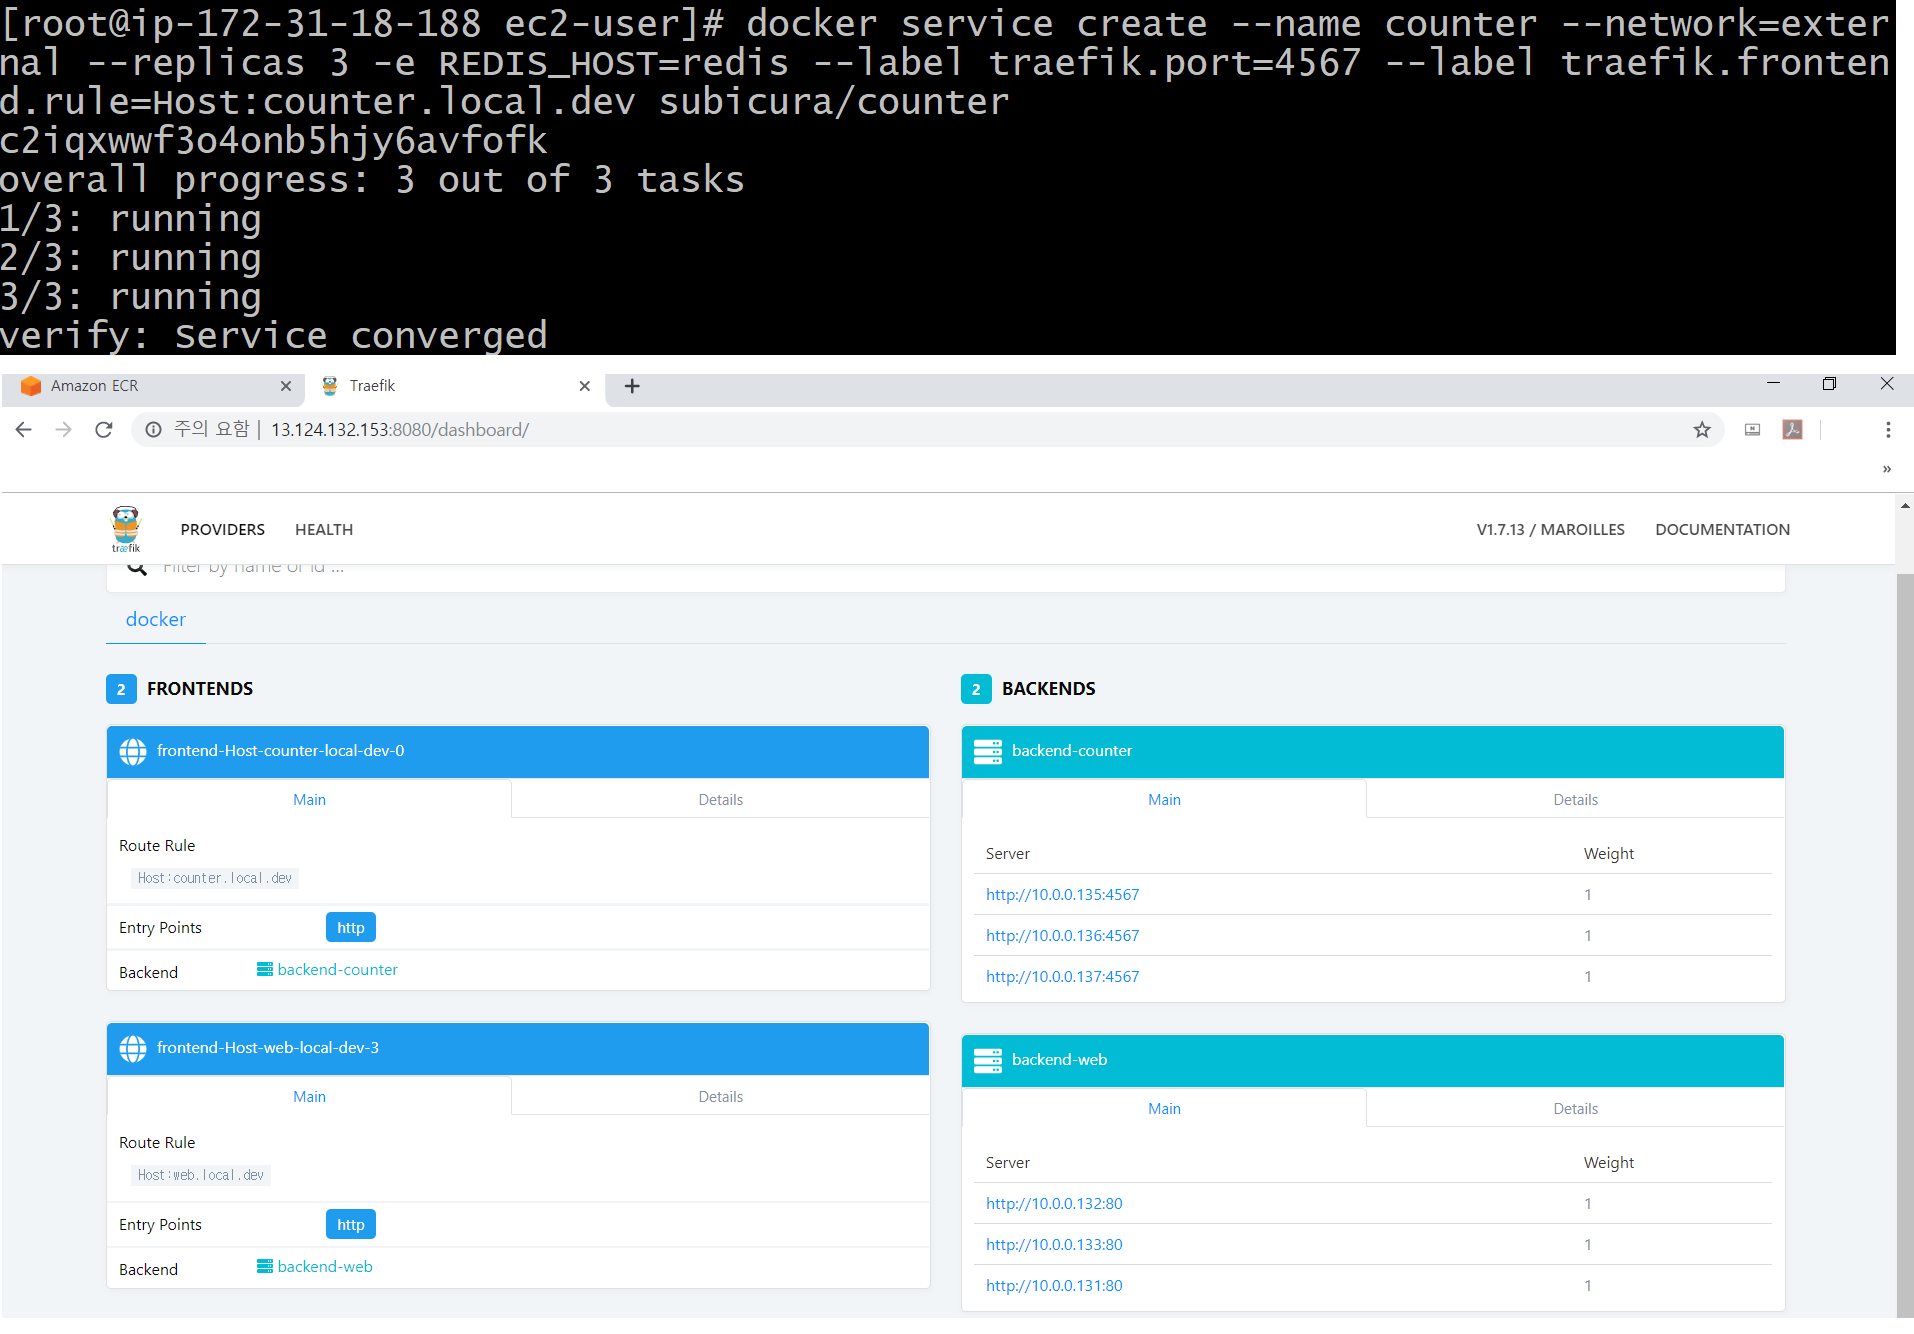 [root@ip-172-31-18-188 ec2-user]# docker service create --name counter --network=exter
nal --replicas 3 -e REDIS_HOST=redis --label traefik.port=4567 --label traefik.fronten
d.rule=Host:counter.local.dev subicura/counter
c2iqxwwf3o4onb5hjy6avfofk
overall progress: 3 out of 3 tasks
1/3: running
2/3: running
3/3: running
verify: Service converged
Amazon ECR
Traefik
주의 요함 | 13.124.132.153:8080/dashboard/
træfik
PROVIDERS HEALTH
V1.7.13 / MAROILLES DOCUMENTATION
Filter by name or id ...
docker
2 FRONTENDS
frontend-Host-counter-local-dev-0
Main Details
Route Rule
Host:counter.local.dev
Entry Points http
Backend backend-counter
frontend-Host-web-local-dev-3
Main Details
Route Rule
Host:web.local.dev
Entry Points http
Backend backend-web
2 BACKENDS
backend-counter
Main Details
Server Weight
http://10.0.0.135:4567 1
http://10.0.0.136:4567 1
http://10.0.0.137:4567 1
backend-web
Main Details
Server Weight
http://10.0.0.132:80 1
http://10.0.0.133:80 1
http://10.0.0.131:80 1